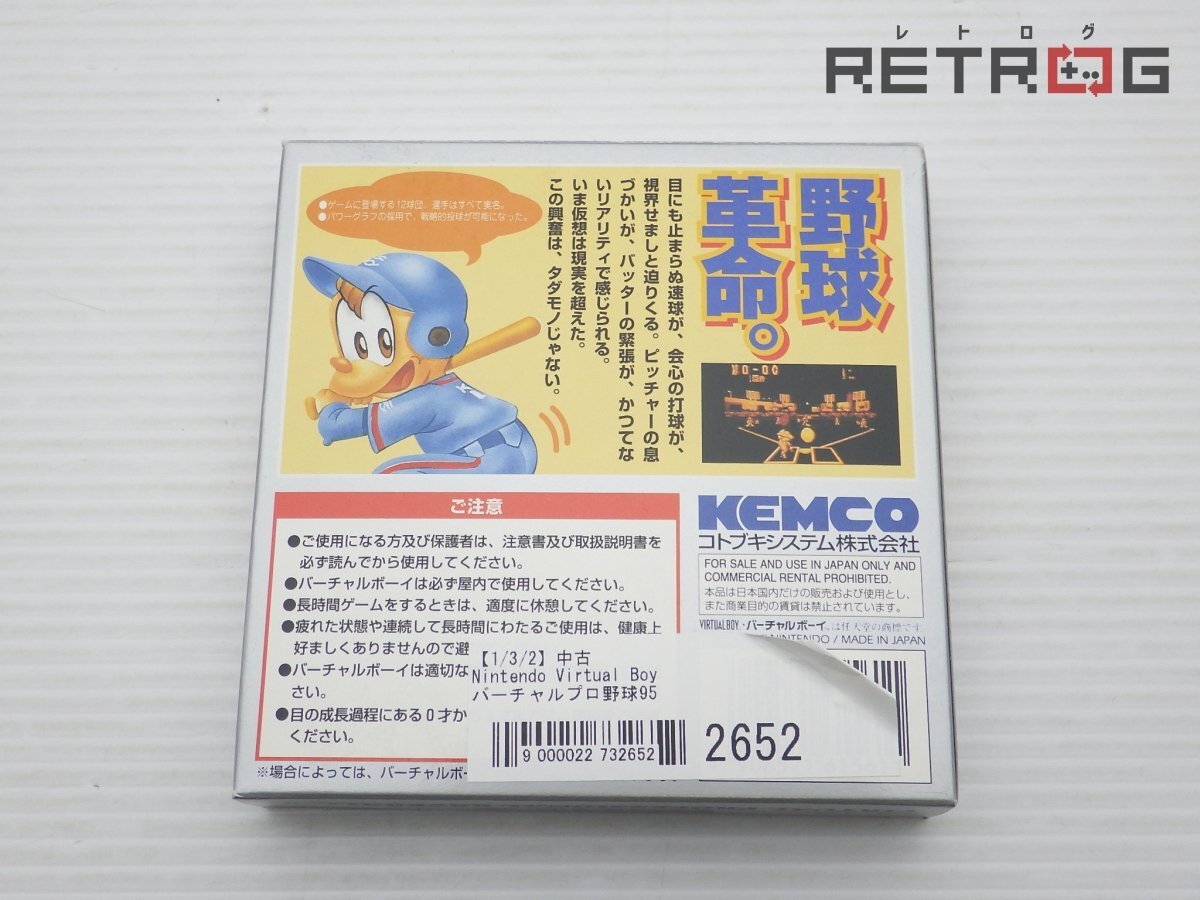 レトログ
RETROG
野球
革命。
目にも止まらぬ速球が、会心の打球が、
視界せましと迫りくる。ピッチャーの息
づかいが、バッターの緊張が、かつてな
いリアリティで感じられる。
いま仮想は現実を超えた。
この興奮は、タダモノじゃない。
●ゲームに登場する12球団、選手はすべて実名。
●パワーグラフの採用で、戦略的投球が可能になった。
ご注意
●ご使用になる方及び保護者は、注意書及び取扱説明書を
必ず読んでから使用してください。
●バーチャルボーイは必ず屋内で使用してください。
●長時間ゲームをするときは、適度に休憩してください。
●疲れた状態や連続して長時間にわたるご使用は、健康上
好ましくありませんので避
●バーチャルボーイは適切な
さい。
●目の成長過程にある0才か
ください。
※場合によっては、バーチャルボー
KEMCO
コトブキシステム株式会社
FOR SALE AND USE IN JAPAN ONLY AND
COMMERCIAL RENTAL PROHIBITED.
本品は日本国内だけの販売および使用とし、
また商業目的の賃貸は禁止されています。
VIRTUAL BOY・バーチャルボーイ は任天堂の商標です
NINTENDO / MADE IN JAPAN
【1/3/2】中古
Nintendo Virtual Boy
バーチャルプロ野球95
9 000022 732652
2652